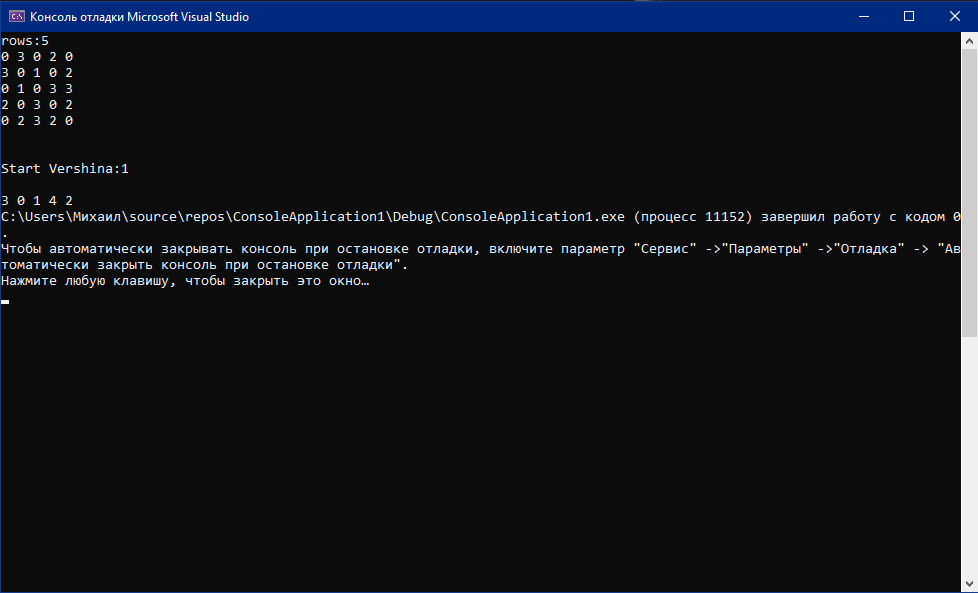 Консоль отладки Microsoft Visual Studio
rows:5
0 3 0 2 0
3 0 1 0 2
0 1 0 3 3
2 0 3 0 2
0 2 3 2 0
Start Vershina:1
3 0 1 4 2
C:\Users\Михаил\source\repos\ConsoleApplication1\Debug\ConsoleApplication1.exe (процесс 11152) завершил работу с кодом 0
.
Чтобы автоматически закрывать консоль при остановке отладки, включите параметр "Сервис" ->"Параметры" ->"Отладка" -> "Ав
томатически закрыть консоль при остановке отладки".
Нажмите любую клавишу, чтобы закрыть это окно…